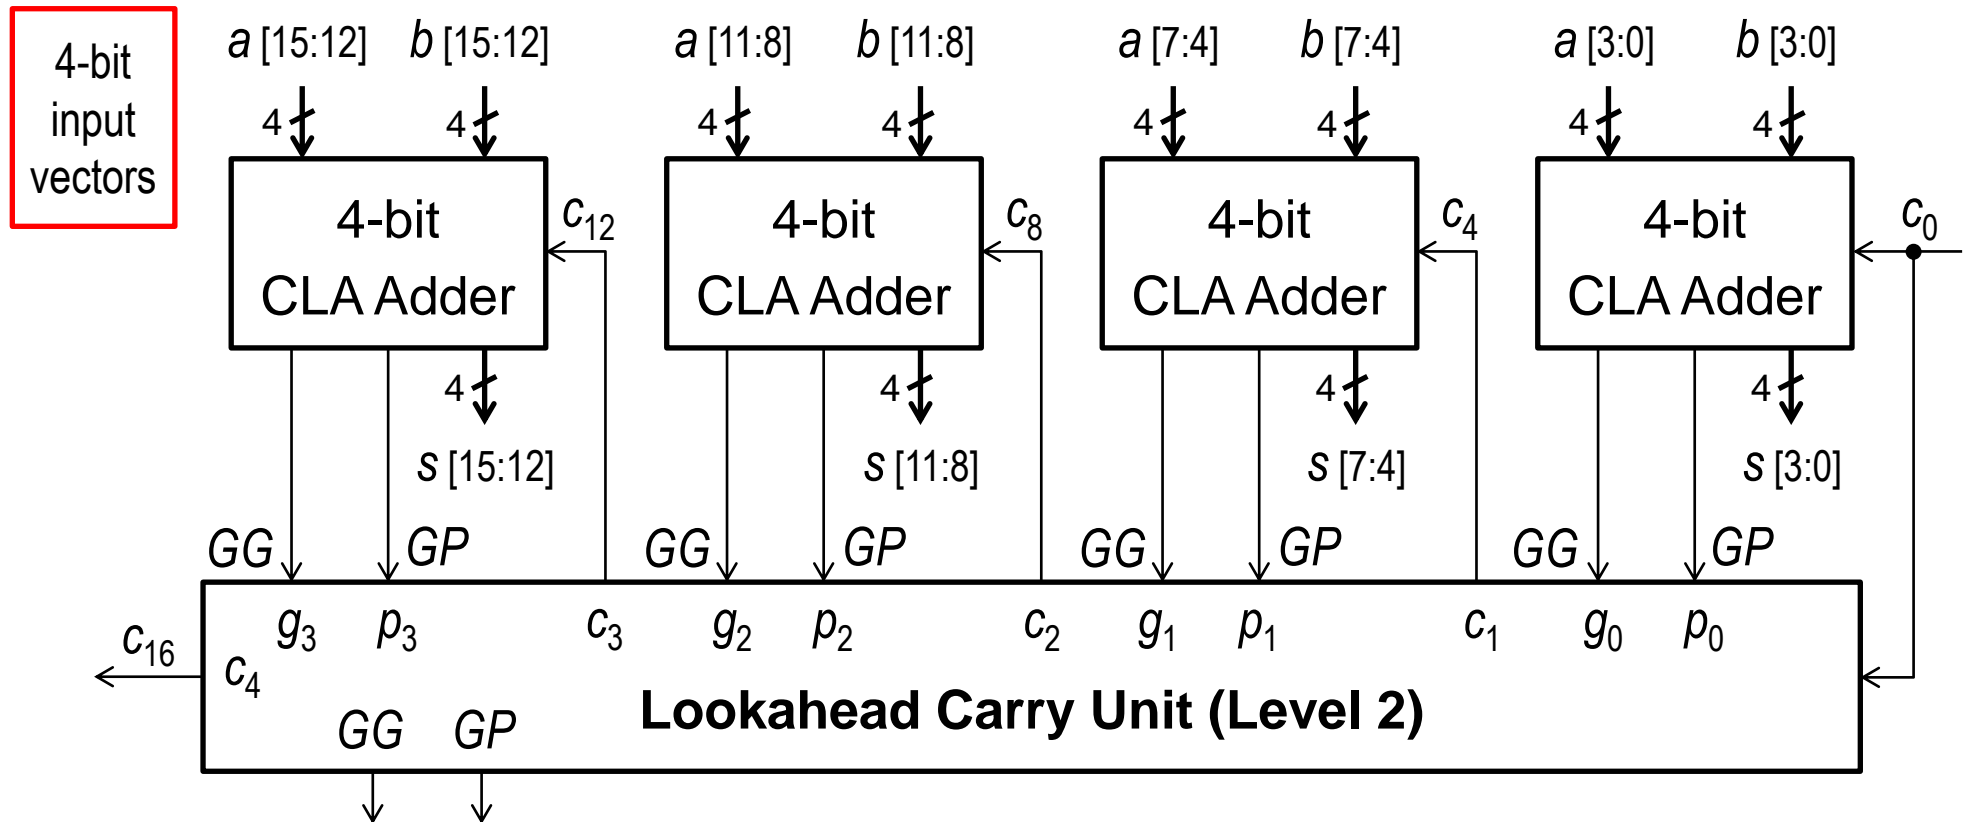 4-bit
input
vectors
a [15:12] b [15:12] a [11:8] b [11:8] a [7:4] b [7:4] a [3:0] b [3:0]
4 4 4 4 4 4 4 4
4-bit
CLA Adder
c12
4-bit
CLA Adder
c8
4-bit
CLA Adder
c4
4-bit
CLA Adder
c0
4 4 4 4
s [15:12] s [11:8] s [7:4] s [3:0]
GG GP GG GP GG GP GG GP
g3 p3 c3 g2 p2 c2 g1 p1 c1 g0 p0
c16
c4
Lookahead Carry Unit (Level 2)
GG GP